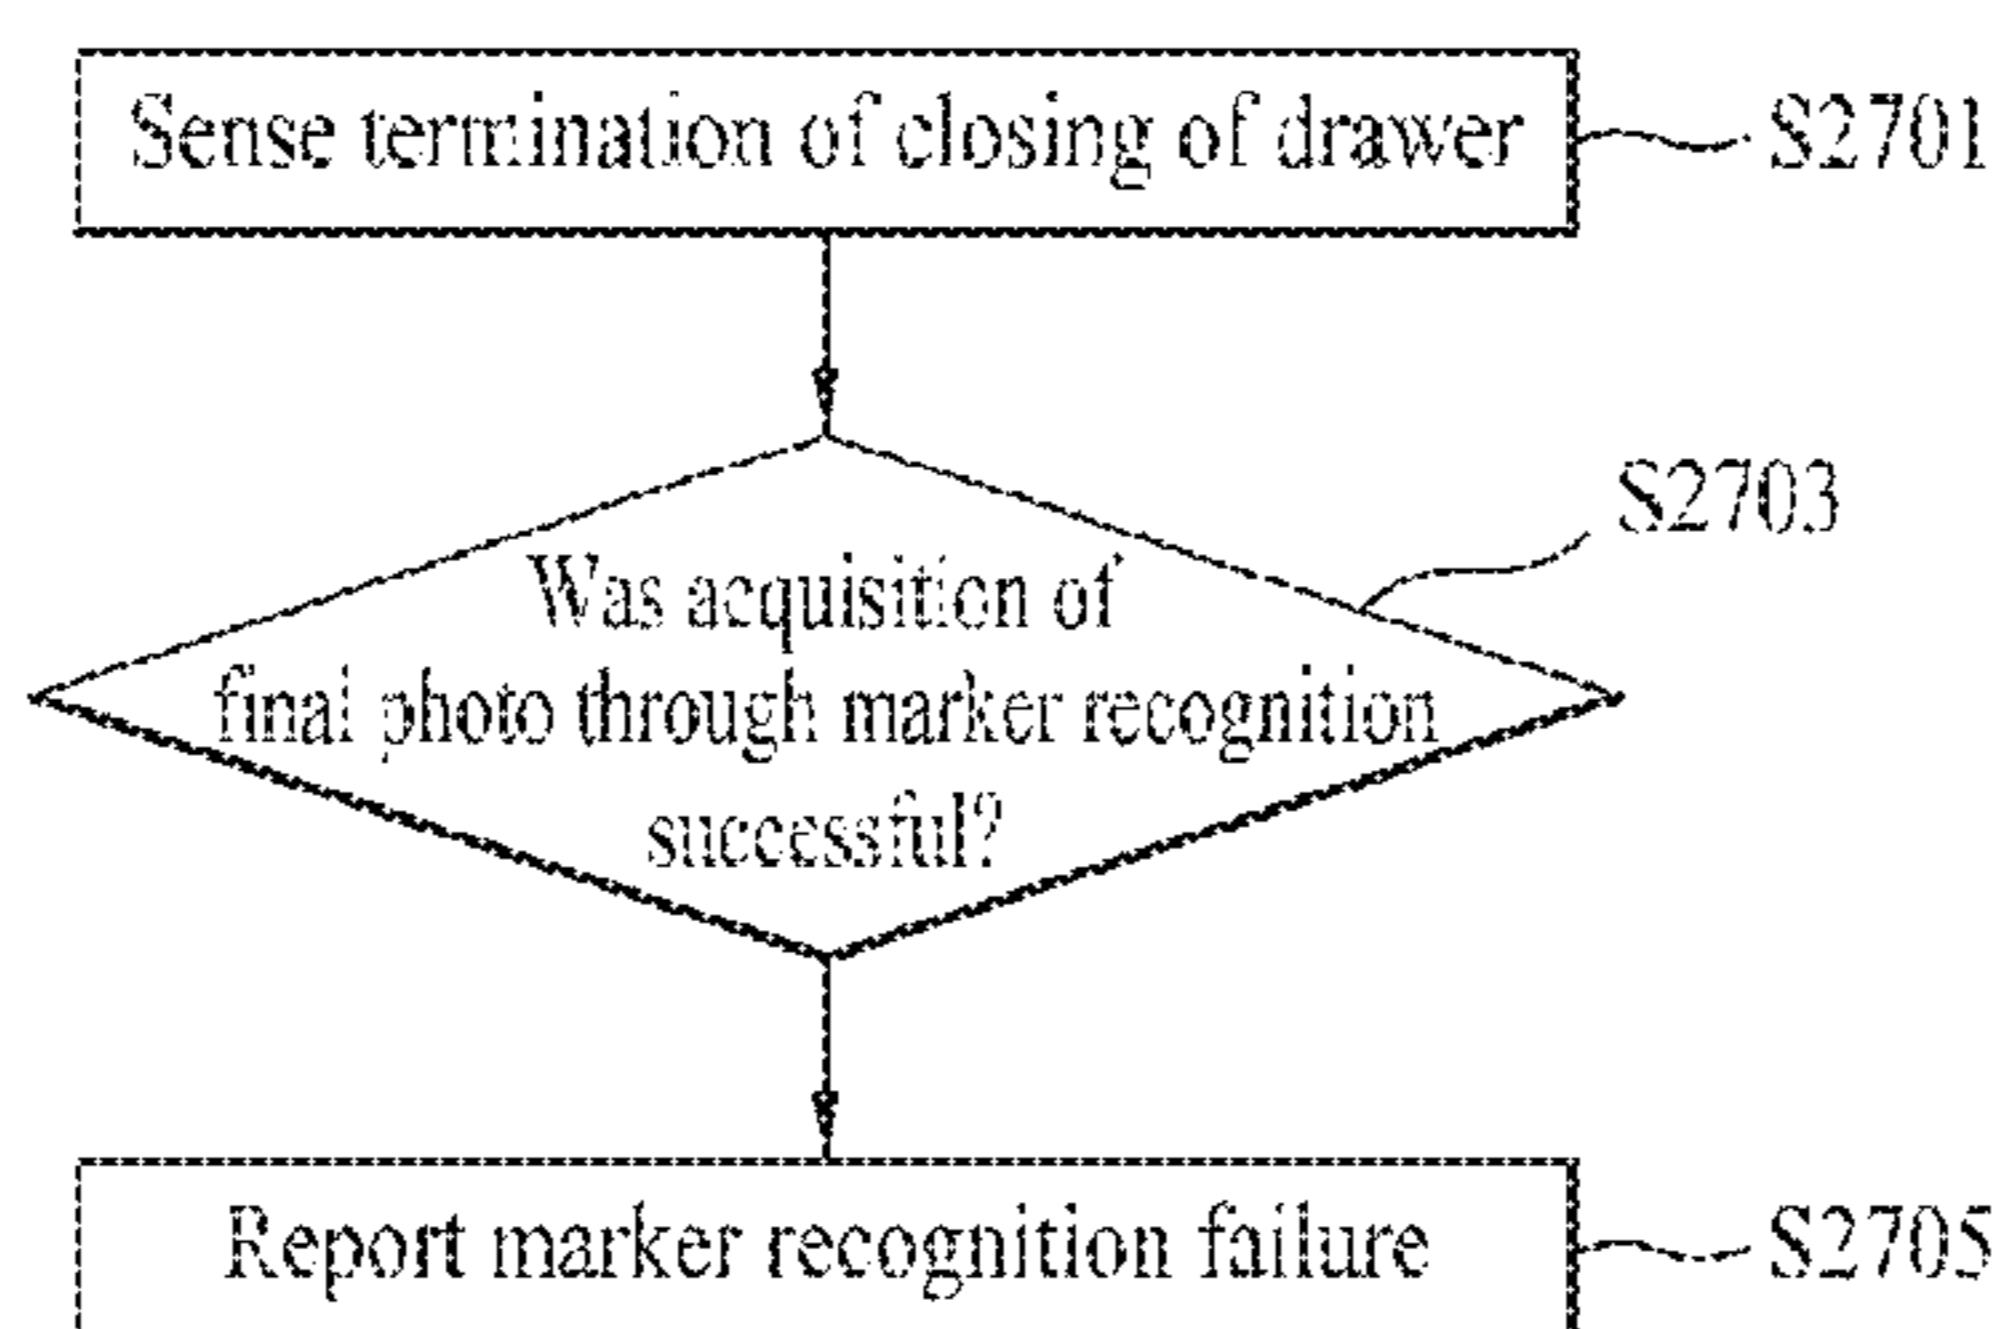 Sense termination of closing of drawer
S2701
S2703
Was acquisition of
final photo through marker recognition
successful?
Report marker recognition failure
S2705